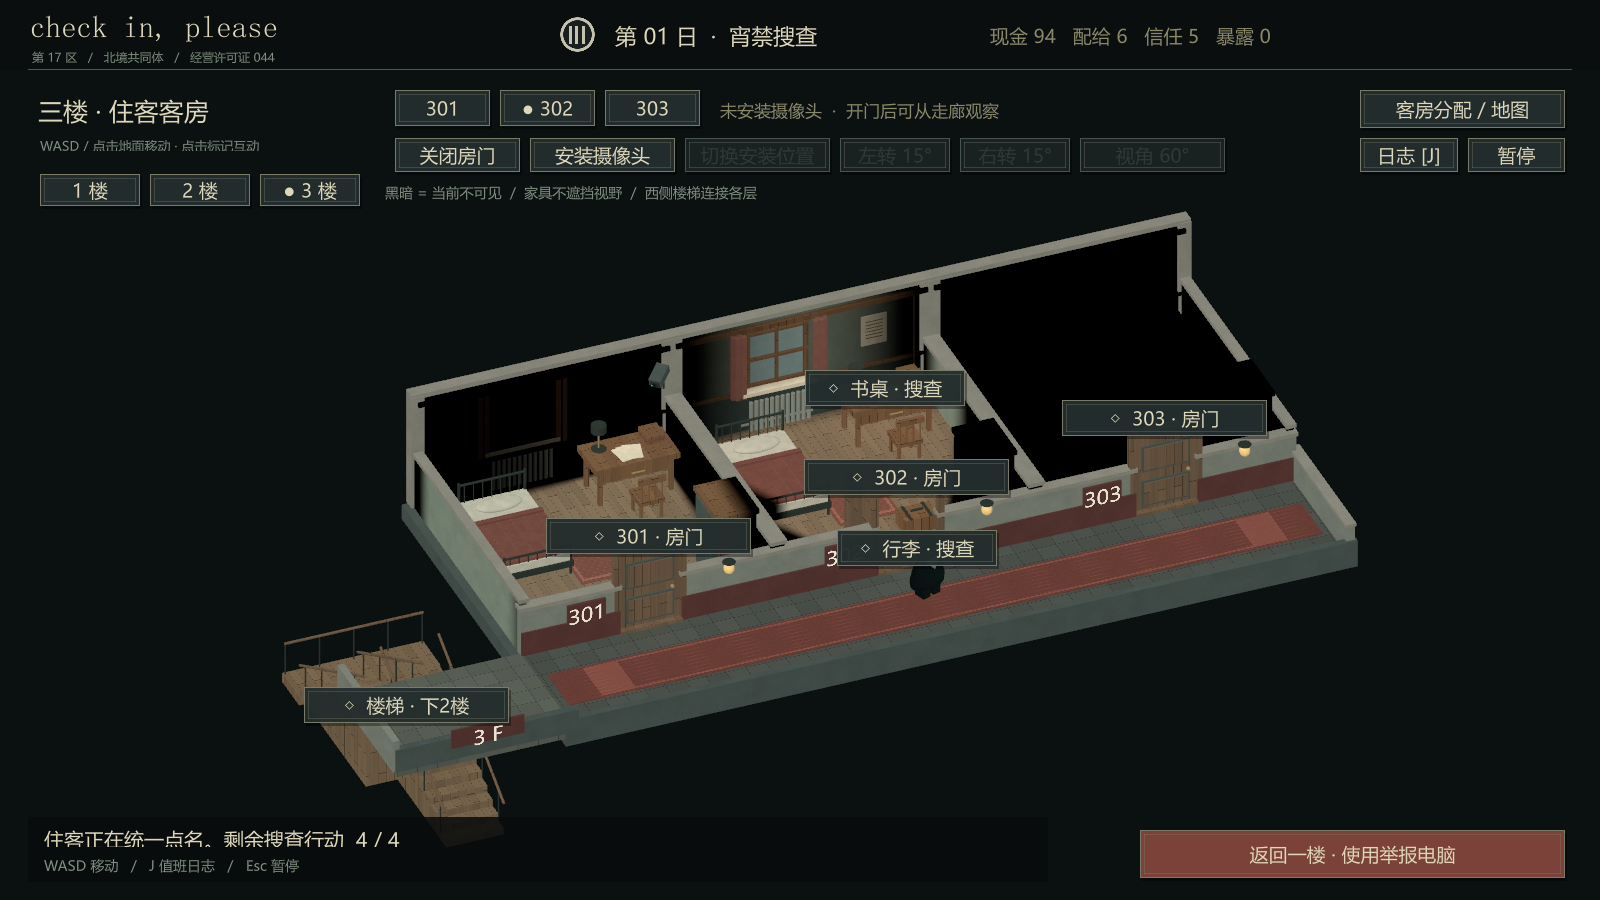 check in, please
第 17 区 / 北境共同体 / 经营许可证 044
第 01 日 · 宵禁搜查
现金 94 配给 6 信任 5 暴露 0
三楼 · 住客客房
WASD / 点击地面移动 · 点击标记互动
1 楼 2 楼 ● 3 楼
301 ● 302 303 未安装摄像头 · 开门后可从走廊观察
关闭房门 安装摄像头 切换安装位置 左转 15° 右转 15° 视角 60°
黑暗 = 当前不可见 / 家具不遮挡视野 / 西侧楼梯连接各层
客房分配 / 地图
日志 [J] 暂停
◇ 书桌 · 搜查
◇ 303 · 房门
◇ 302 · 房门
303
◇ 301 · 房门
◇ 行李 · 搜查
301
◇ 楼梯 · 下2楼
3 F
住客正在统一点名。剩余搜查行动 4 / 4
WASD 移动 / J 值班日志 / Esc 暂停
返回一楼 · 使用举报电脑